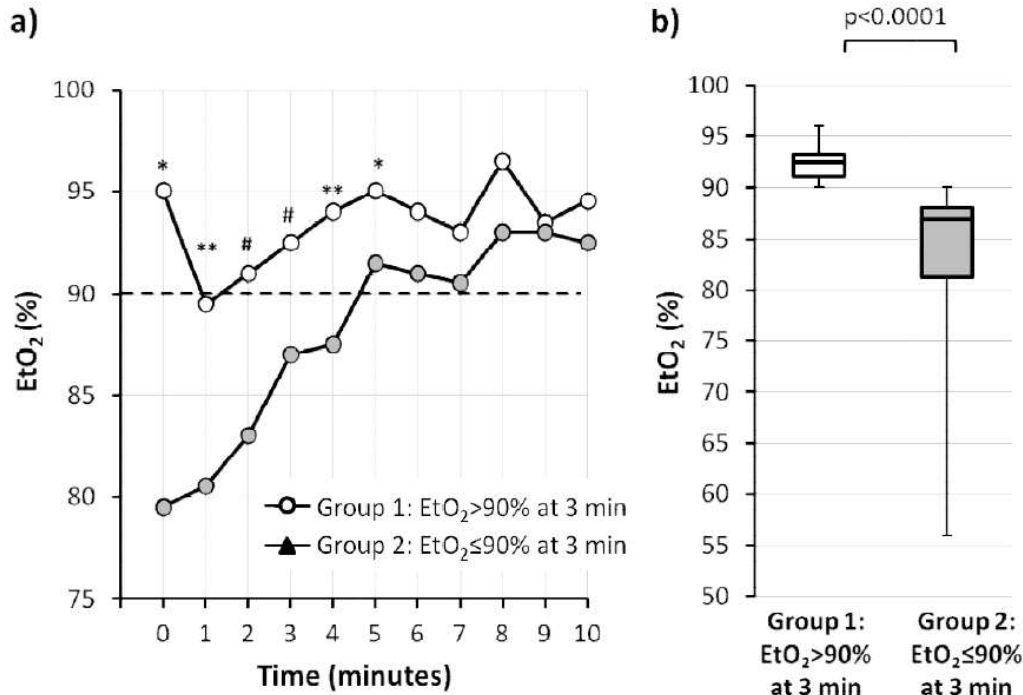 a)
100
95
90
85
80
75
EtO₂ (%)
* ** # # ** *
Group 1: EtO₂>90% at 3 min
Group 2: EtO₂≤90% at 3 min
0 1 2 3 4 5 6 7 8 9 10
Time (minutes)
b)
p<0.0001
100
95
90
85
80
75
70
65
60
55
50
EtO₂ (%)
Group 1:
EtO₂>90%
at 3 min
Group 2:
EtO₂≤90%
at 3 min